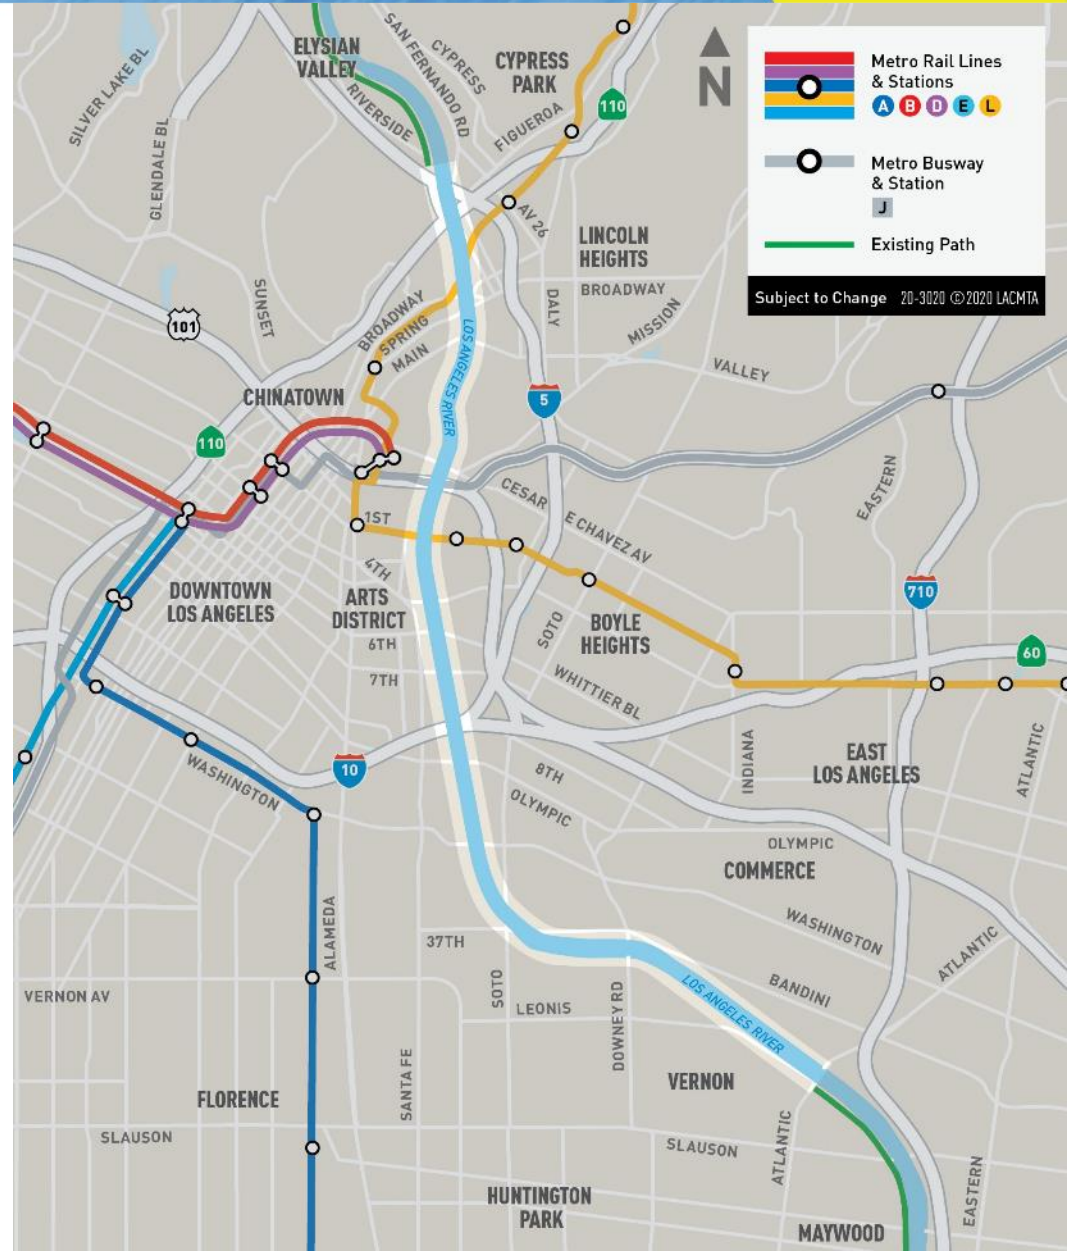 ELYSIAN
VALLEY
SAN FERNANDO RD
CYPRESS
CYPRESS
PARK
SILVER LAKE BL
GLENDALE BL
RIVERSIDE
FIGUEROA
110
N
Metro Rail Lines
& Stations
A B D E L
Metro Busway
& Station
J
Existing Path
Subject to Change 20-3020 ©2020 LACMTA
AV 26
LINCOLN
HEIGHTS
BROADWAY
DALY
MISSION
VALLEY
SUNSET
101
BROADWAY
SPRING
MAIN
LOS ANGELES RIVER
CHINATOWN
5
110
CESAR
E CHAVEZ AV
EASTERN
1ST
4TH
DOWNTOWN
LOS ANGELES
ARTS
DISTRICT
6TH
7TH
SOTO
BOYLE
HEIGHTS
WHITTIER BL
710
60
WASHINGTON
10
8TH
OLYMPIC
INDIANA
EAST
LOS ANGELES
ATLANTIC
OLYMPIC
COMMERCE
WASHINGTON
ATLANTIC
ALAMEDA
37TH
SOTO
LEONIS
DOWNEY RD
LOS ANGELES RIVER
BANDINI
VERNON AV
FLORENCE
SANTA FE
VERNON
SLAUSON
SLAUSON
ATLANTIC
EASTERN
HUNTINGTON
PARK
MAYWOOD